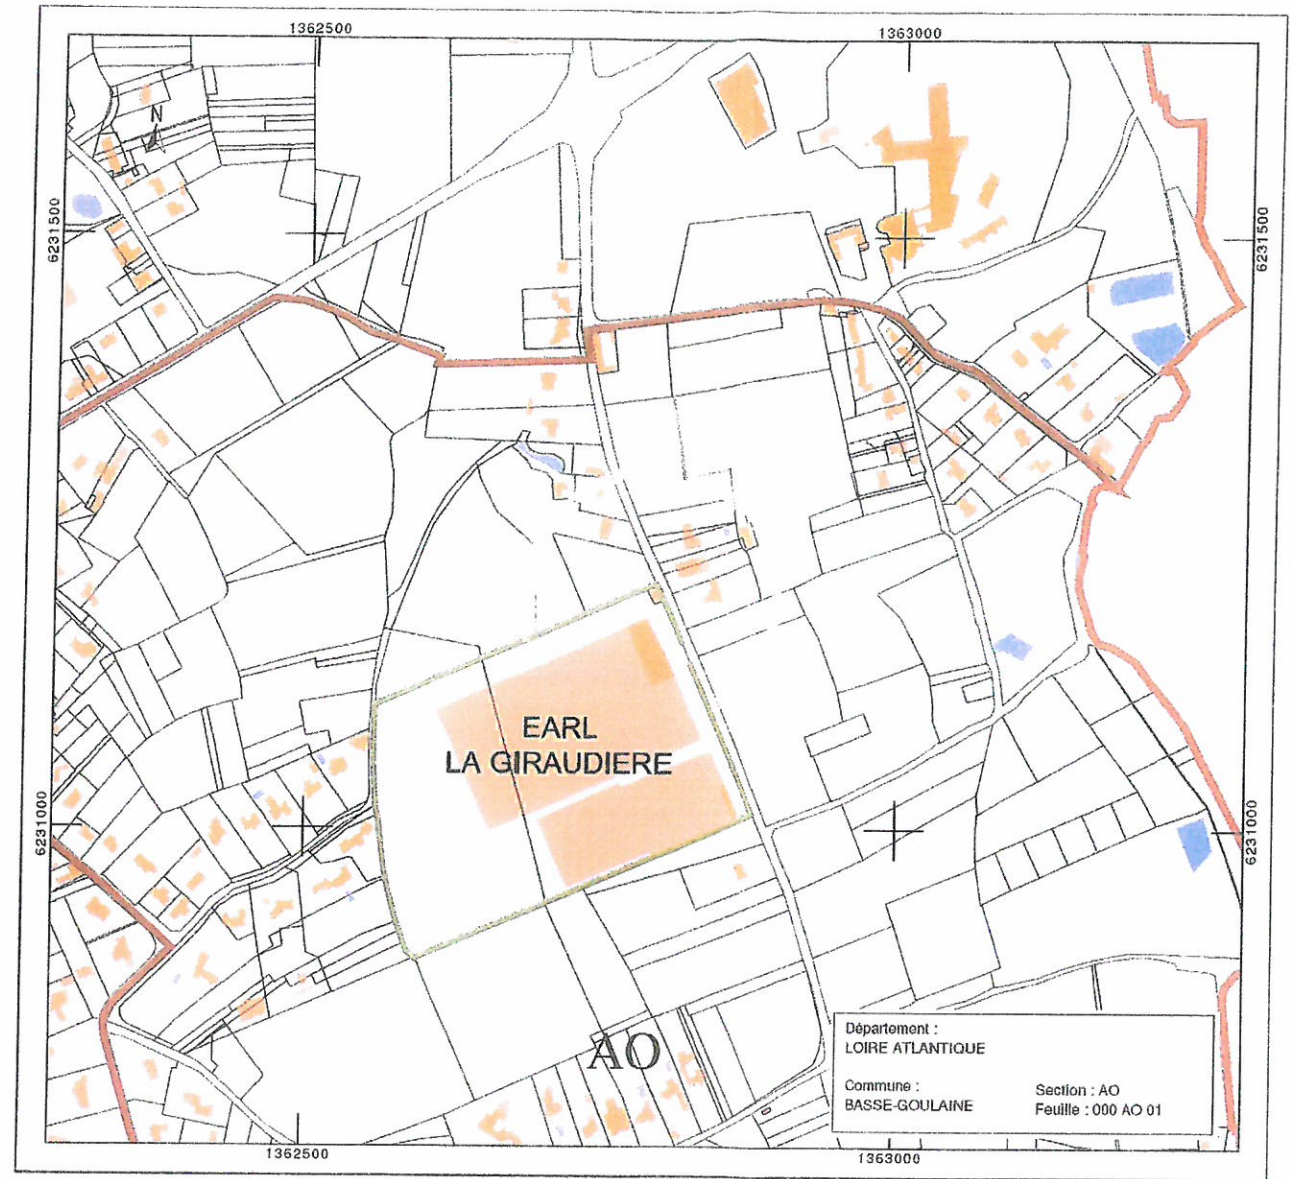 1362500
1363000
N
6231500
6231500
EARL
LA GIRAUDIERE
6231000
6231000
AO
Département :
LOIRE ATLANTIQUE
Commune :
BASSE-GOULAINE
Section : AO
Feuille : 000 AO 01
1362500
1363000